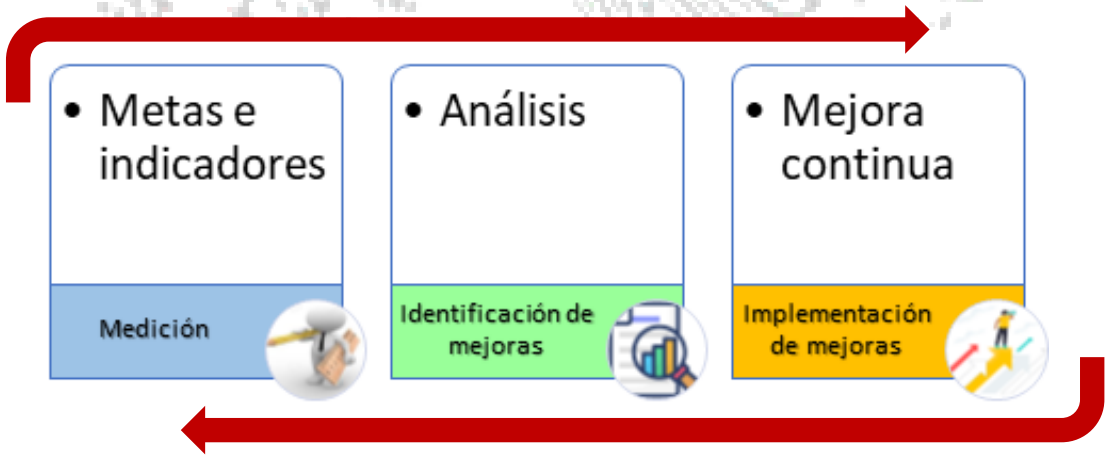 • Metas e
indicadores
Medición
• Análisis
Identificación de
mejoras
• Mejora
continua
Implementación
de mejoras